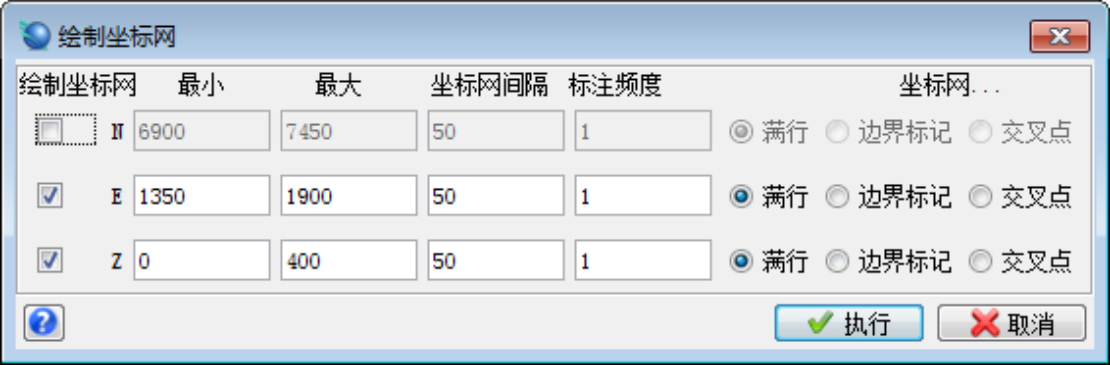 绘制坐标网
绘制坐标网 最小 最大 坐标网间隔 标注频度 坐标网...
N 6900 7450 50 1 满行 边界标记 交叉点
E 1350 1900 50 1 满行 边界标记 交叉点
Z 0 400 50 1 满行 边界标记 交叉点
? 执行 取消